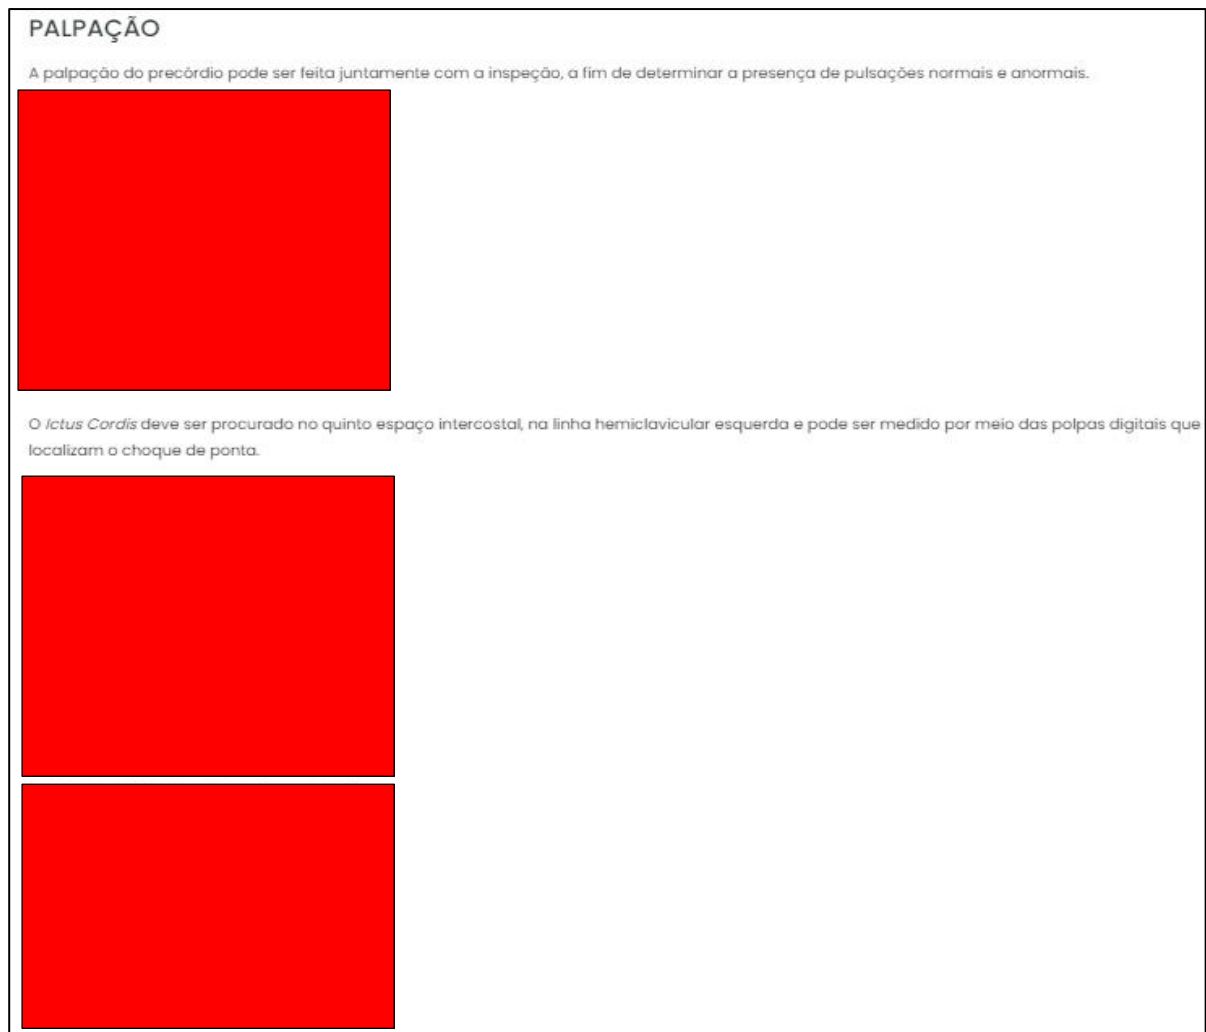 PALPAÇÃO
A palpação do precórdio pode ser feita juntamente com a inspeção, a fim de determinar a presença de pulsações normais e anormais.
O Ictus Cordis deve ser procurado no quinto espaço intercostal, na linha hemiclavicular esquerda e pode ser medido por meio das polpas digitais que
localizam o choque de ponta.